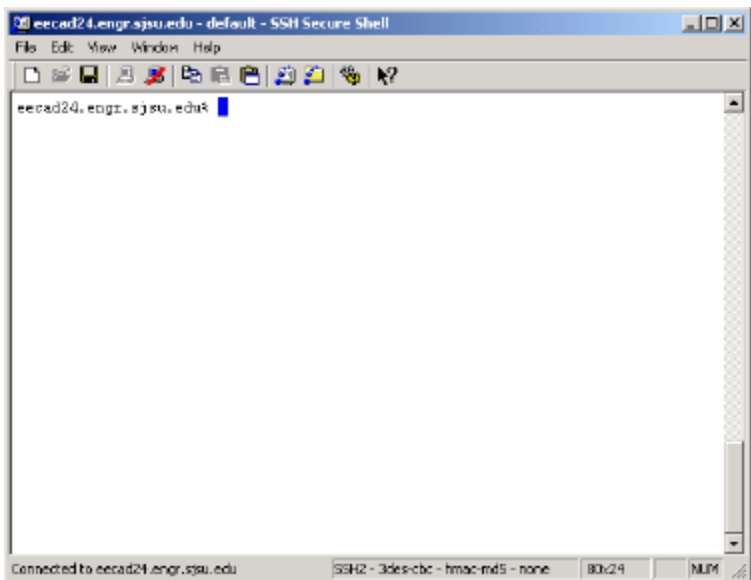 eecad24.engr.sjsu.edu - default - SSH Secure Shell
File Edit View Window Help
eecad24.engr.sjsu.edu%
Connected to eecad24.engr.sjsu.edu SSH2 - 3des-cbc - hmac-md5 - none 80x24 NUM